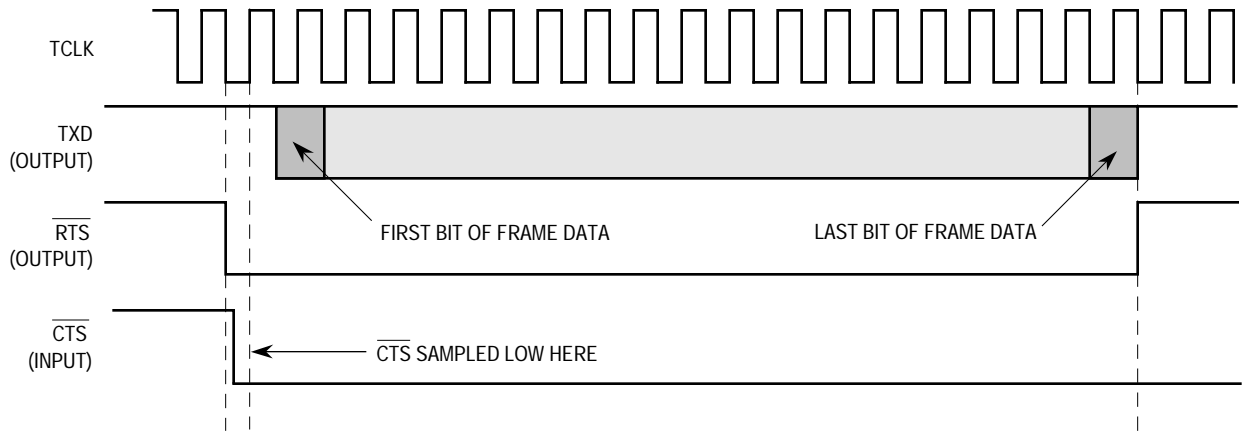 TCLK
TXD
(OUTPUT)
FIRST BIT OF FRAME DATA
LAST BIT OF FRAME DATA
RTS
(OUTPUT)
CTS
(INPUT)
CTS SAMPLED LOW HERE